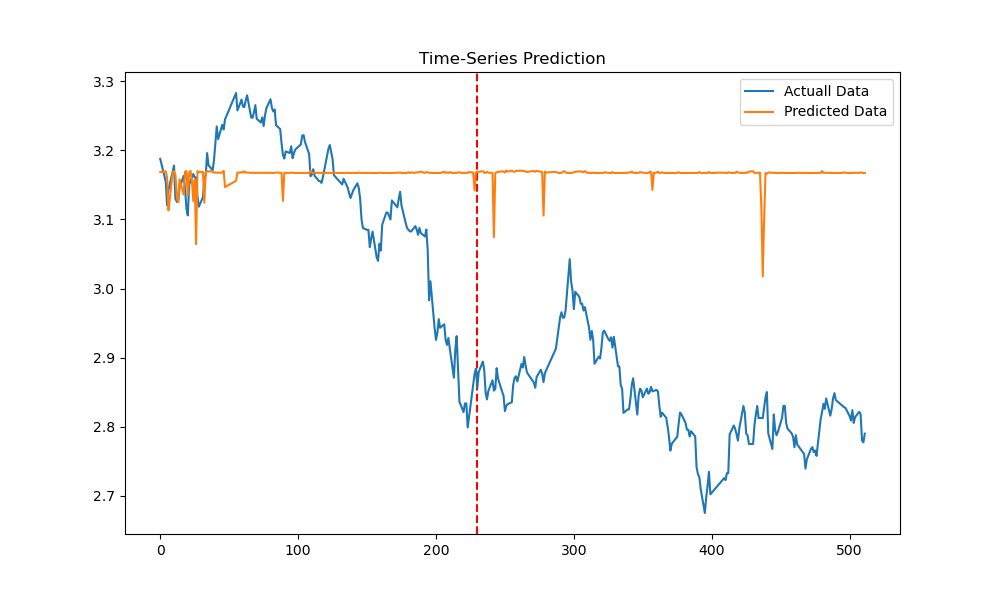 Time-Series Prediction
Actuall Data
Predicted Data
3.3
3.2
3.1
3.0
2.9
2.8
2.7
0 100 200 300 400 500